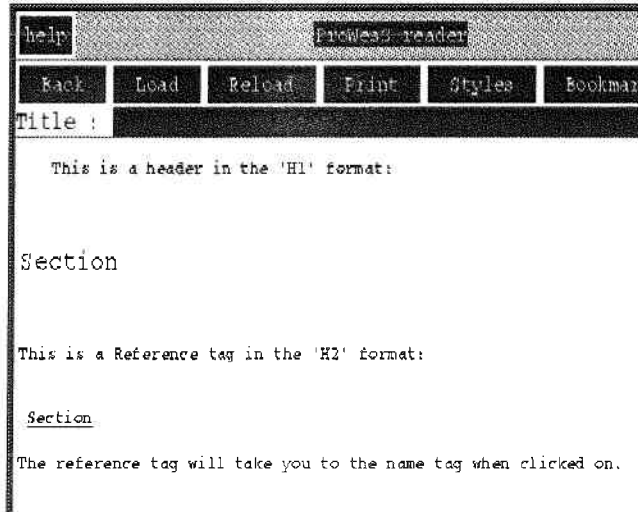 help ProWesS reader
Back Load Reload Print Styles Bookmar
Title :
This is a header in the 'H1' format:
Section
This is a Reference tag in the 'H2' format:
Section
The reference tag will take you to the name tag when clicked on.